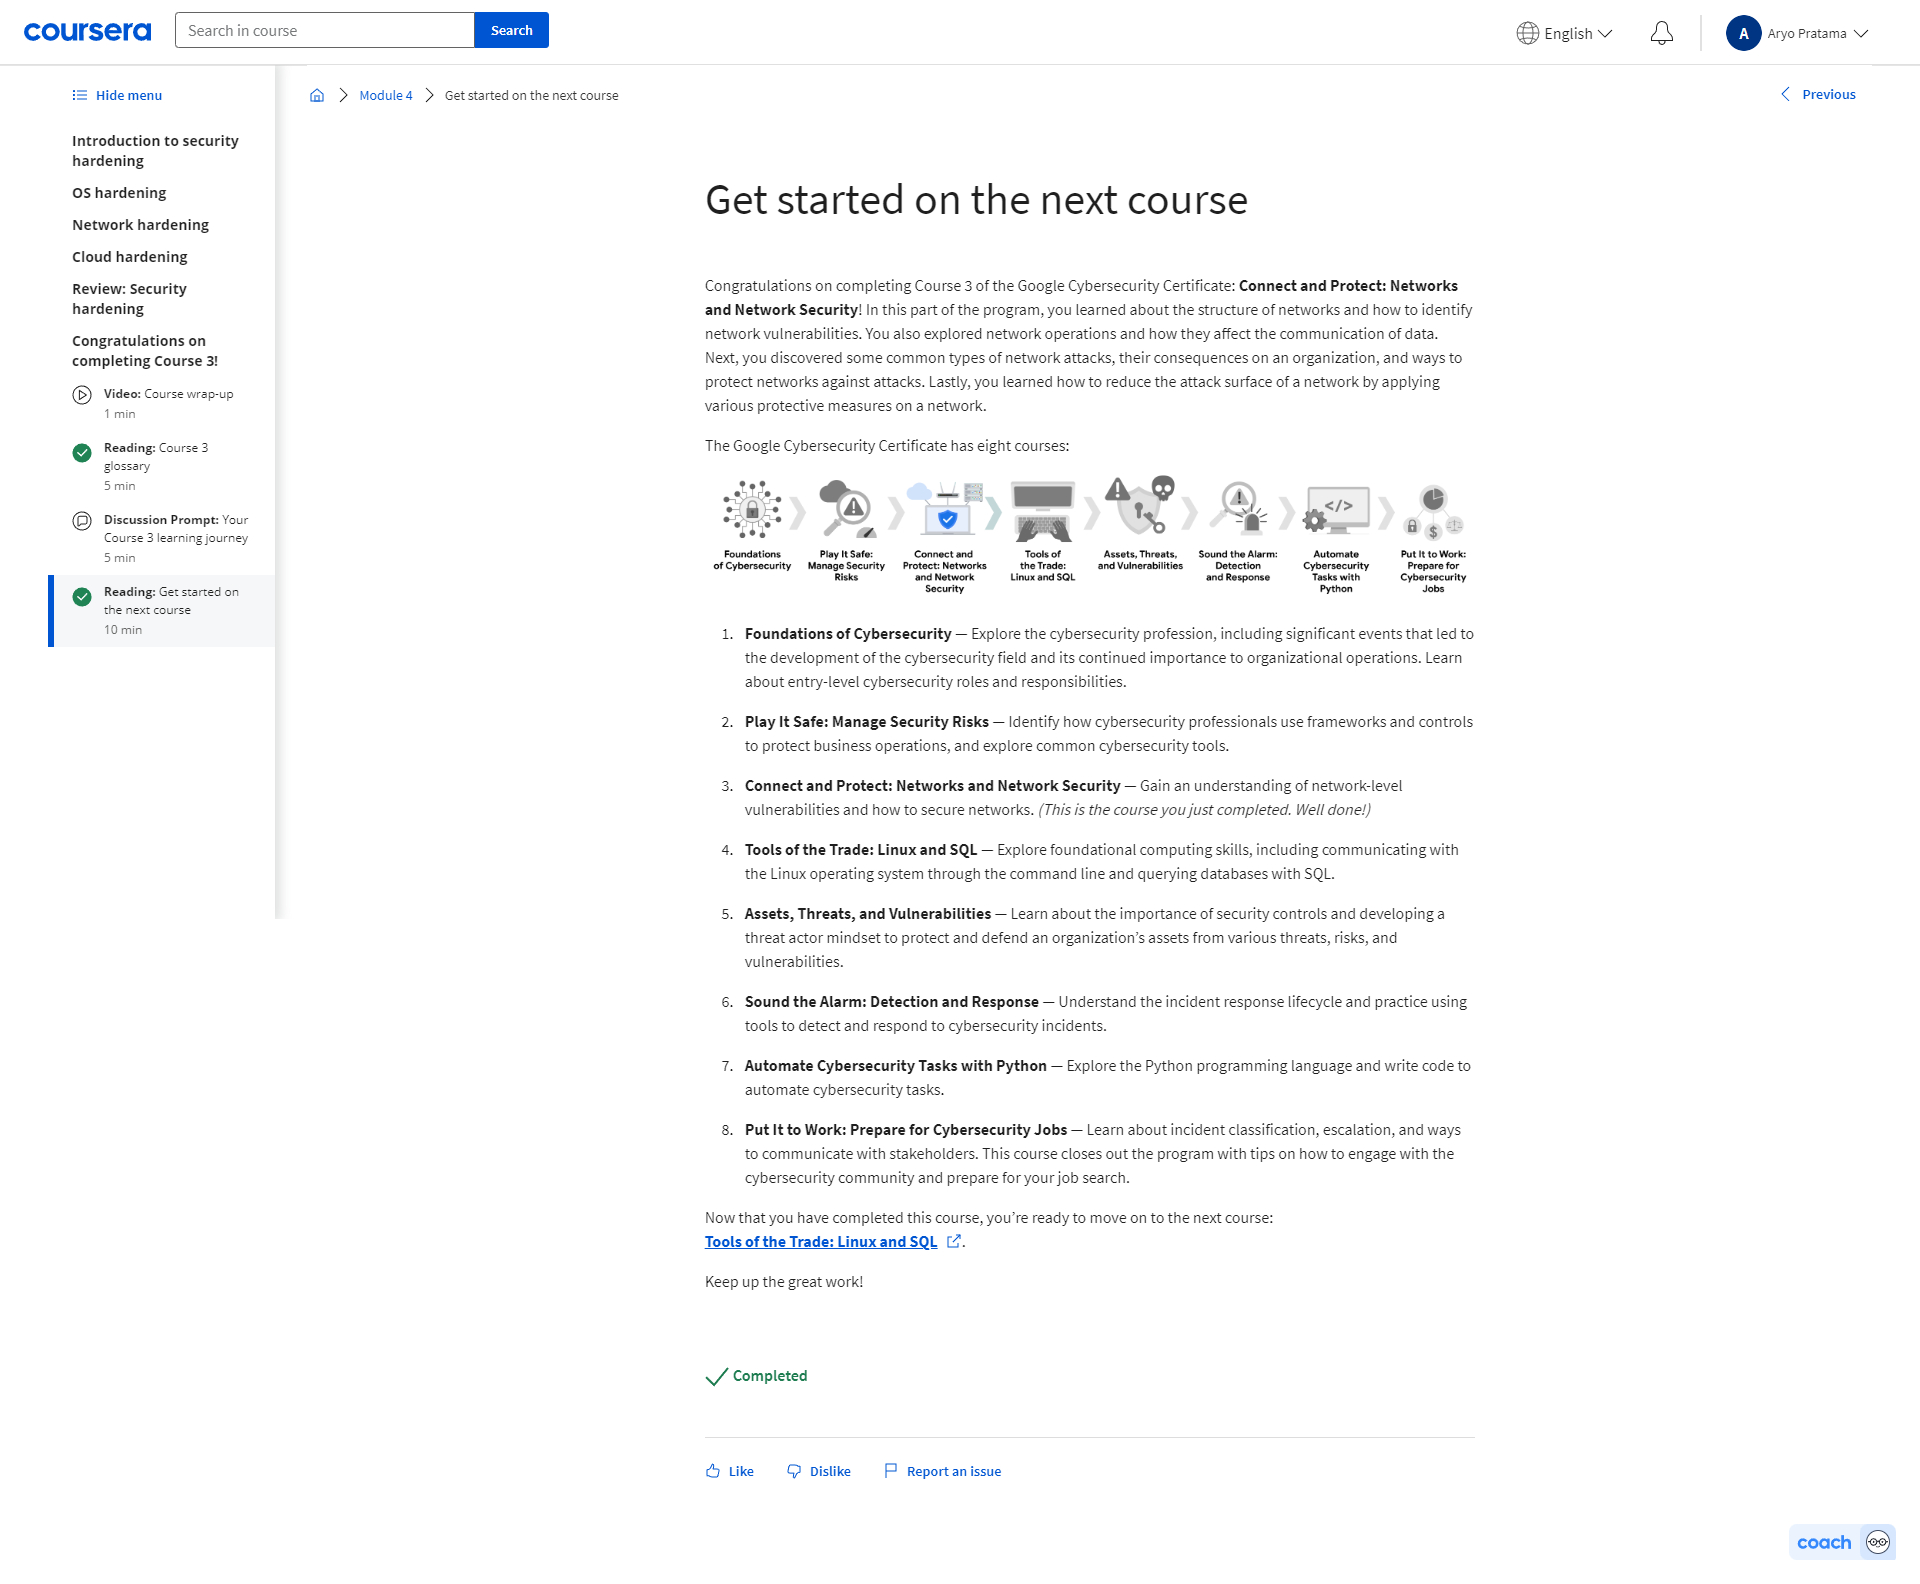 coursera
Search in course
Search
English
A
Aryo Pratama
Hide menu
Introduction to security
hardening
OS hardening
Network hardening
Cloud hardening
Review: Security
hardening
Congratulations on
completing Course 3!
Video: Course wrap-up
1 min
Reading: Course 3
glossary
5 min
Discussion Prompt: Your
Course 3 learning journey
5 min
Reading: Get started on
the next course
10 min
Module 4
Get started on the next course
Previous
Get started on the next course
Congratulations on completing Course 3 of the Google Cybersecurity Certificate: Connect and Protect: Networks
and Network Security! In this part of the program, you learned about the structure of networks and how to identify
network vulnerabilities. You also explored network operations and how they affect the communication of data.
Next, you discovered some common types of network attacks, their consequences on an organization, and ways to
protect networks against attacks. Lastly, you learned how to reduce the attack surface of a network by applying
various protective measures on a network.
The Google Cybersecurity Certificate has eight courses:
</>
$
Foundations
of Cybersecurity
Play It Safe:
Manage Security
Risks
Connect and
Protect: Networks
and Network
Security
Tools of
the Trade:
Linux and SQL
Assets, Threats,
and Vulnerabilities
Sound the Alarm:
Detection
and Response
Automate
Cybersecurity
Tasks with
Python
Put It to Work:
Prepare for
Cybersecurity
Jobs
1. Foundations of Cybersecurity — Explore the cybersecurity profession, including significant events that led to
the development of the cybersecurity field and its continued importance to organizational operations. Learn
about entry-level cybersecurity roles and responsibilities.
2. Play It Safe: Manage Security Risks — Identify how cybersecurity professionals use frameworks and controls
to protect business operations, and explore common cybersecurity tools.
3. Connect and Protect: Networks and Network Security — Gain an understanding of network-level
vulnerabilities and how to secure networks. (This is the course you just completed. Well done!)
4. Tools of the Trade: Linux and SQL — Explore foundational computing skills, including communicating with
the Linux operating system through the command line and querying databases with SQL.
5. Assets, Threats, and Vulnerabilities — Learn about the importance of security controls and developing a
threat actor mindset to protect and defend an organization’s assets from various threats, risks, and
vulnerabilities.
6. Sound the Alarm: Detection and Response — Understand the incident response lifecycle and practice using
tools to detect and respond to cybersecurity incidents.
7. Automate Cybersecurity Tasks with Python — Explore the Python programming language and write code to
automate cybersecurity tasks.
8. Put It to Work: Prepare for Cybersecurity Jobs — Learn about incident classification, escalation, and ways
to communicate with stakeholders. This course closes out the program with tips on how to engage with the
cybersecurity community and prepare for your job search.
Now that you have completed this course, you’re ready to move on to the next course:
Tools of the Trade: Linux and SQL .
Keep up the great work!
Completed
Like
Dislike
Report an issue
coach